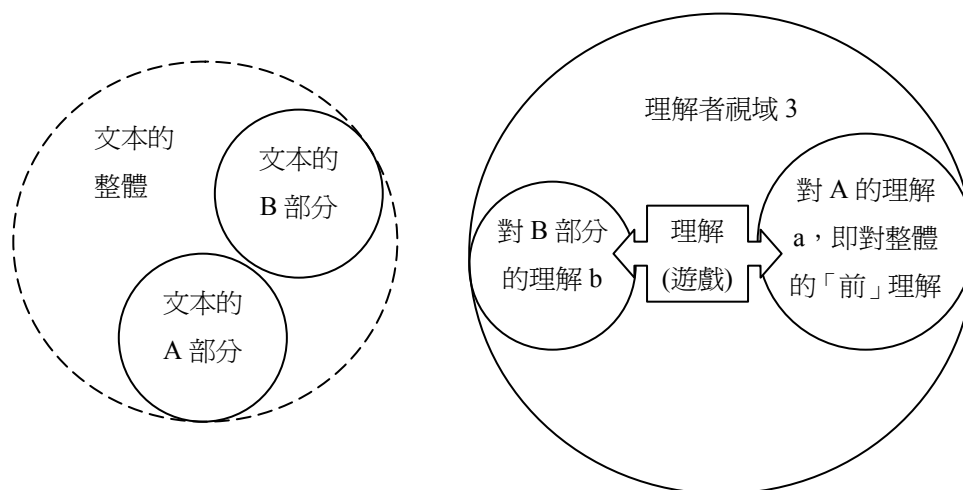 文本的
整體
文本的
B 部分
文本的
A 部分
理解者視域 3
對 B 部分
的理解 b
理解
(遊戲)
對 A 的理解
a，即對整體
的「前」理解